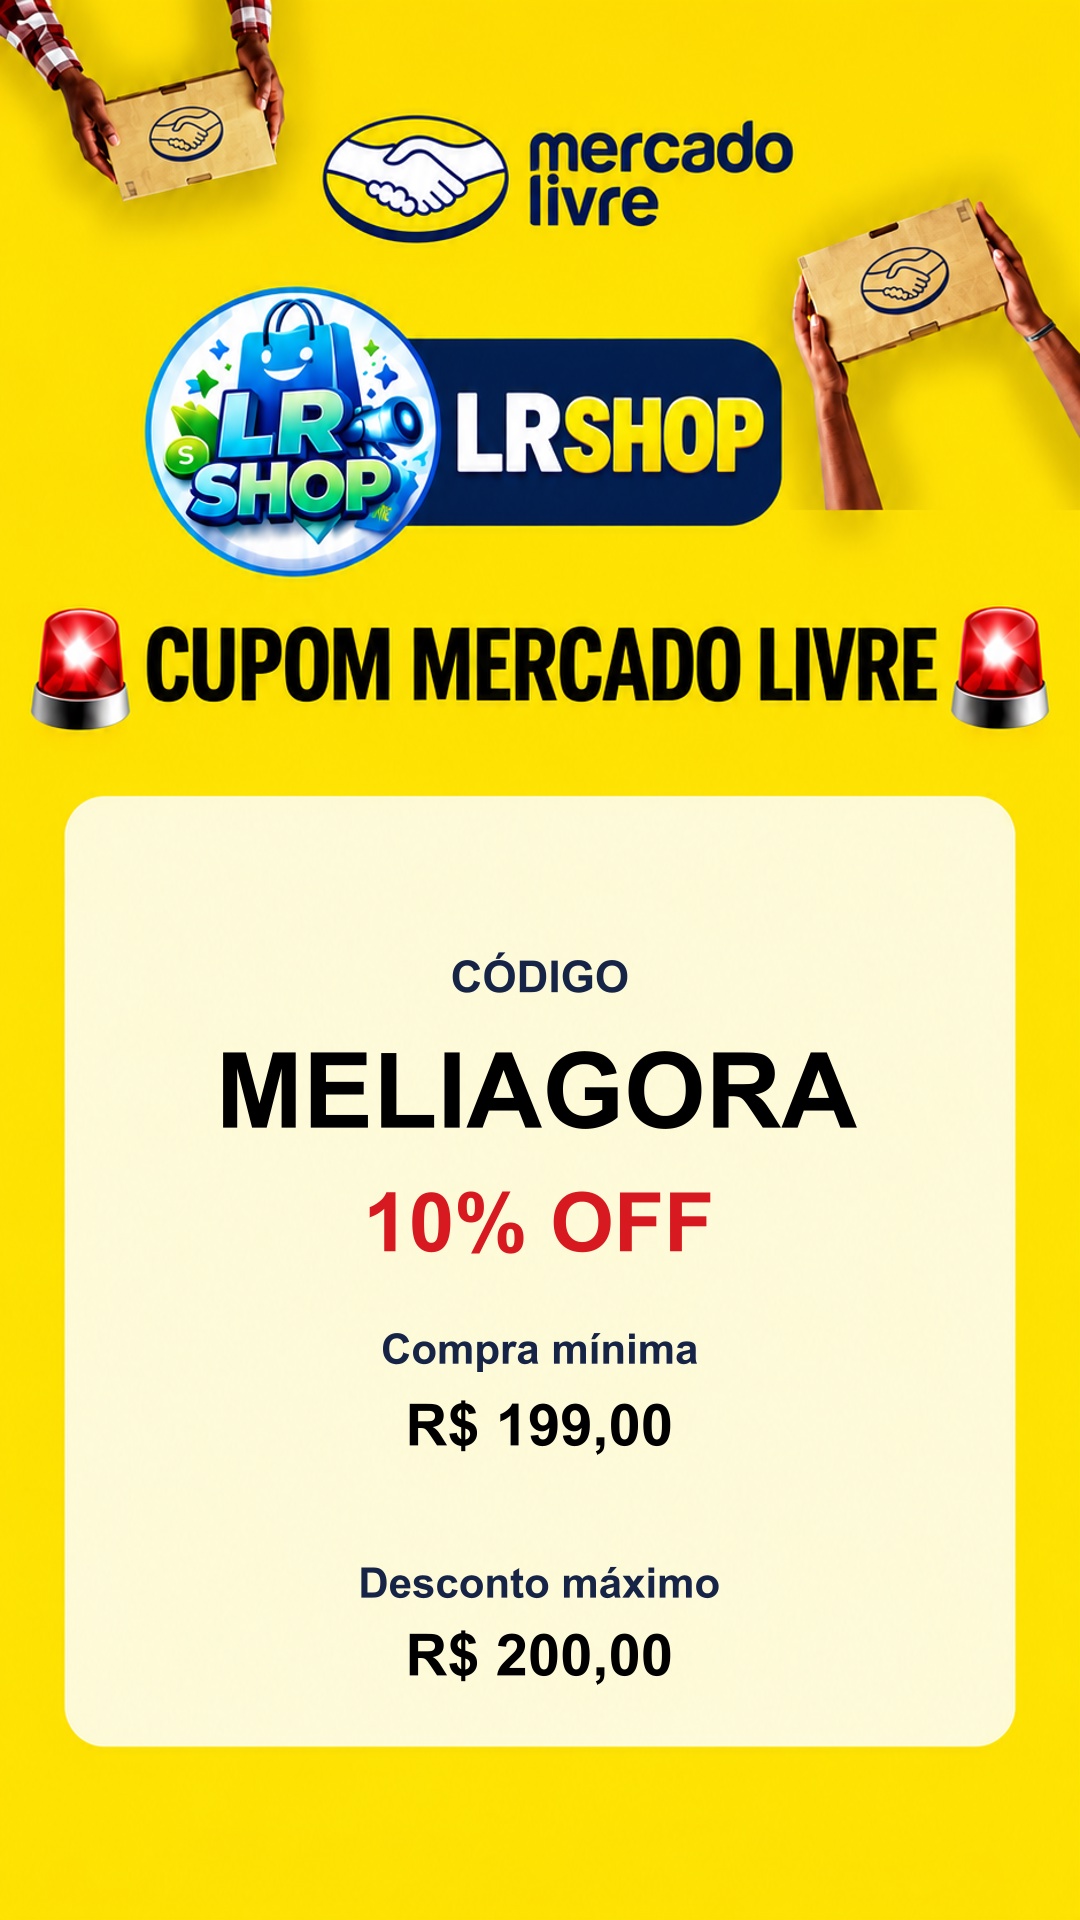 mercado
livre
LR
SHOP
S
LRSHOP
CUPOM MERCADO LIVRE
CÓDIGO
MELIAGORA
10% OFF
Compra mínima
R$ 199,00
Desconto máximo
R$ 200,00